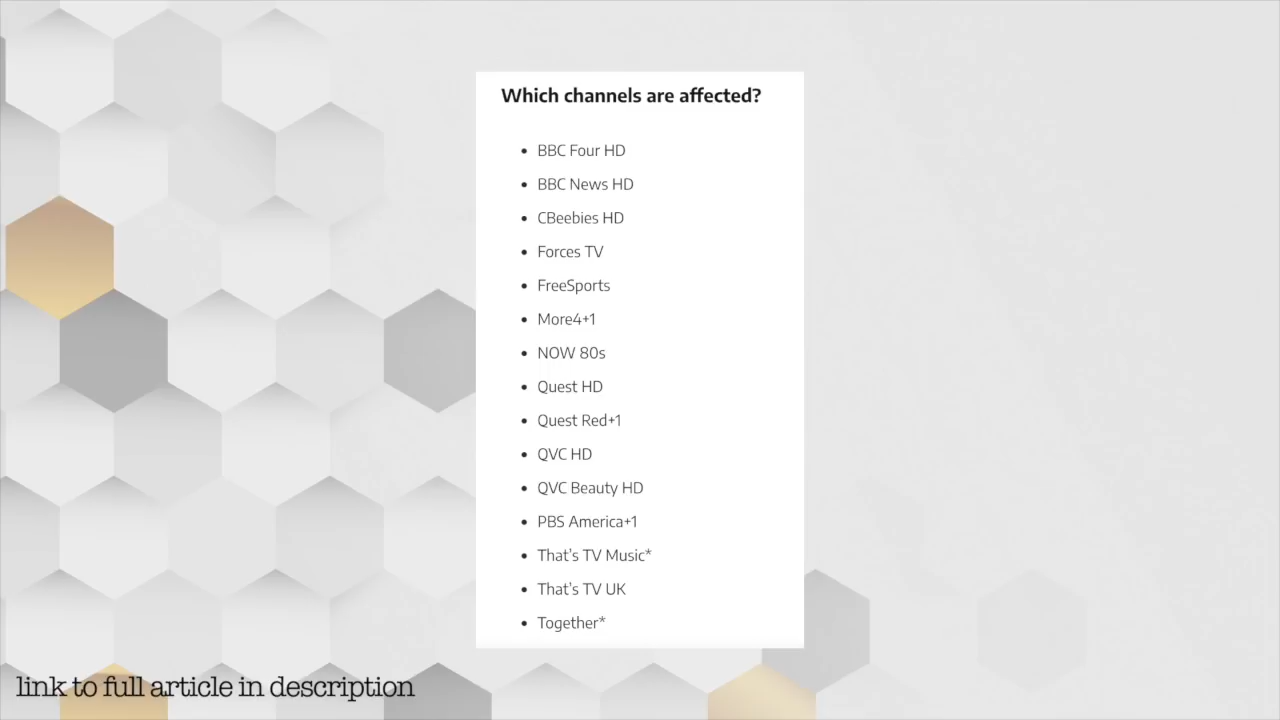 Which channels are affected?
• BBC Four HD
• BBC News HD
• CBeebies HD
• Forces TV
• FreeSports
• More4+1
• NOW 80s
• Quest HD
• Quest Red+1
• QVC HD
• QVC Beauty HD
• PBS America+1
• That's TV Music*
• That's TV UK
• Together*
link to full article in description